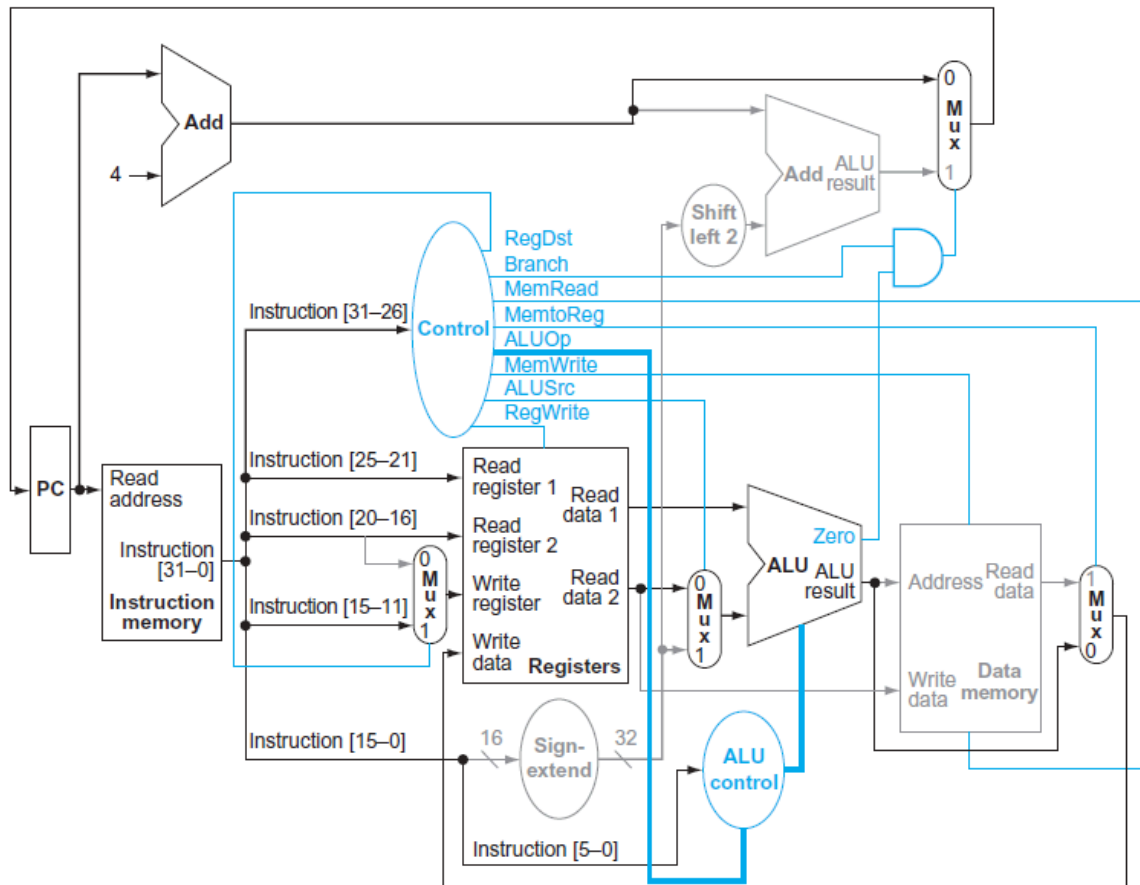 0
M
u
x
1
Add
Add
ALU
result
4
Shift
left 2
RegDst
Branch
MemRead
MemtoReg
ALUOp
MemWrite
ALUSrc
RegWrite
Instruction [31–26]
Control
PC
Read
address
Instruction
[31–0]
Instruction
memory
Instruction [25–21]
Instruction [20–16]
Instruction [15–11]
0
M
u
x
1
Read
register 1
Read
register 2
Write
register
Write
data
Read
data 1
Read
data 2
Registers
0
M
u
x
1
Zero
ALU
ALU
result
Address
Read
data
Write
data
Data
memory
1
M
u
x
0
Instruction [15–0]
16
Sign-
extend
32
ALU
control
Instruction [5–0]